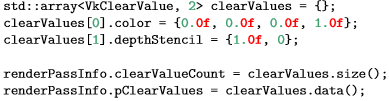 std::array<VkClearValue, 2> clearValues = {};
clearValues[0].color = {0.0f, 0.0f, 0.0f, 1.0f};
clearValues[1].depthStencil = {1.0f, 0};

renderPassInfo.clearValueCount = clearValues.size();
renderPassInfo.pClearValues = clearValues.data();